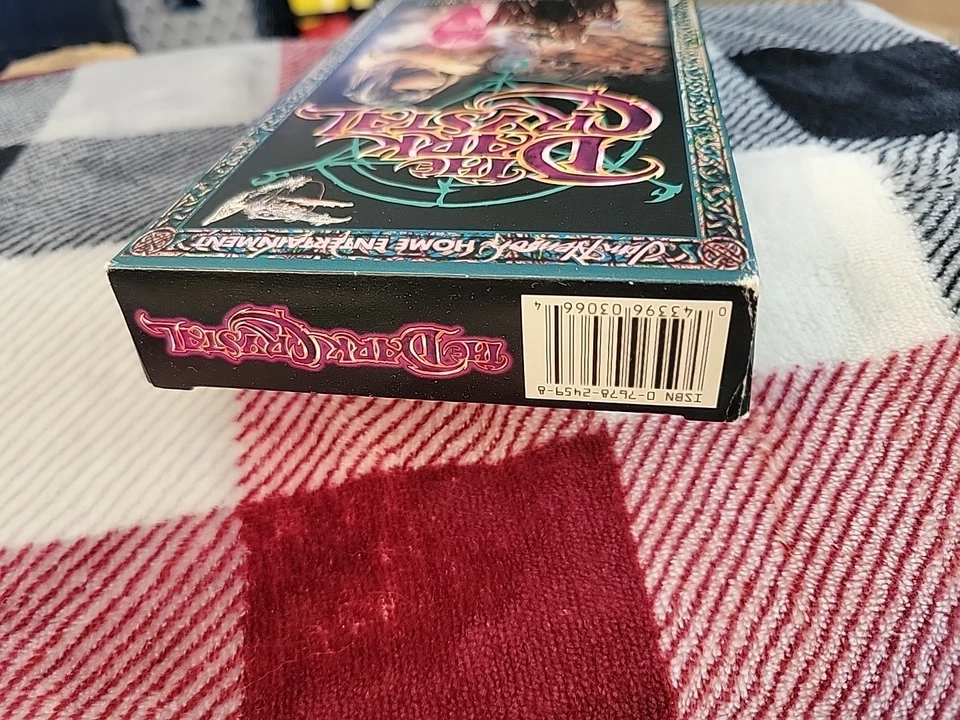 Jim Henson HOME ENTERTAINMENT
THE
DARK
CRYSTAL
THE DARK CRYSTAL
ISBN 0-7678-2459-8
0 43396 03066 4